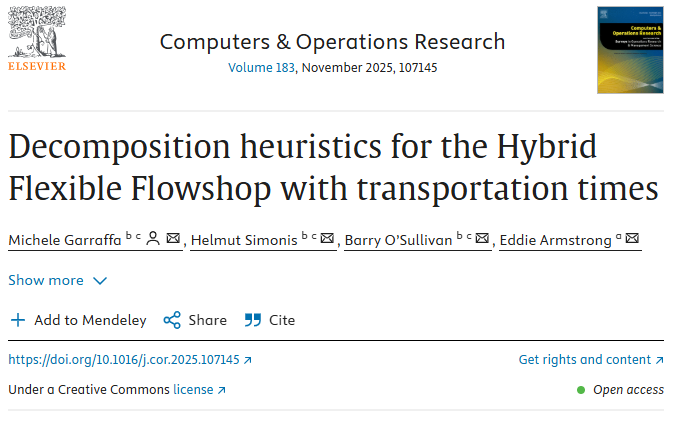 ELSEVIER
Computers & Operations Research
Volume 183, November 2025, 107145
Computers &
Operations Research
Decomposition heuristics for the Hybrid
Flexible Flowshop with transportation times
Michele Garraffa b c, Helmut Simonis b c, Barry O'Sullivan b c, Eddie Armstrong a
Show more
Add to Mendeley Share Cite
https://doi.org/10.1016/j.cor.2025.107145 Get rights and content
Under a Creative Commons license Open access